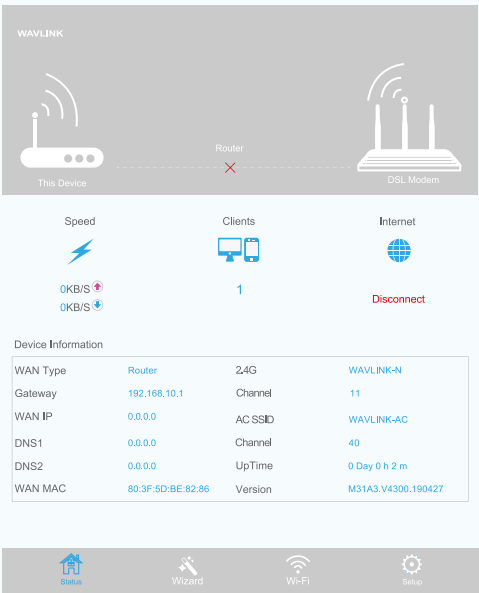 WAVLINK
Router
This Device
DSL Modem
Speed Clients Internet
0KB/S
0KB/S
1
Disconnect
Device Information
WAN Type Router 2.4G WAVLINK-N
Gateway 192.168.10.1 Channel 11
WAN IP 0.0.0.0 AC SSID WAVLINK-AC
DNS1 0.0.0.0 Channel 40
DNS2 0.0.0.0 UpTime 0 Day 0 h 2 m
WAN MAC 80:3F:5D:BE:82:86 Version M31A3.V4300.190427
Status Wizard Wi-Fi Setup